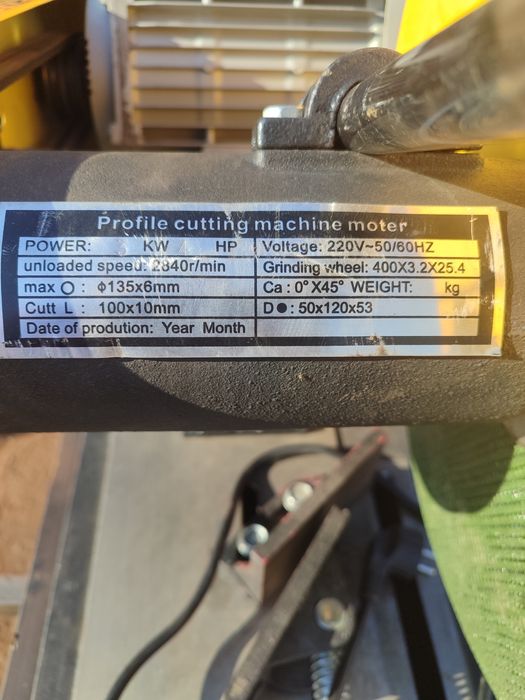 Profile cutting machine moter
POWER: KW HP Voltage: 220V~50/60HZ
unloaded speed: 2840r/min Grinding wheel: 400X3.2X25.4
max O : Φ135x6mm Ca : 0°X45° WEIGHT: kg
Cutt L : 100x10mm D ● : 50x120x53
Date of prodution: Year Month